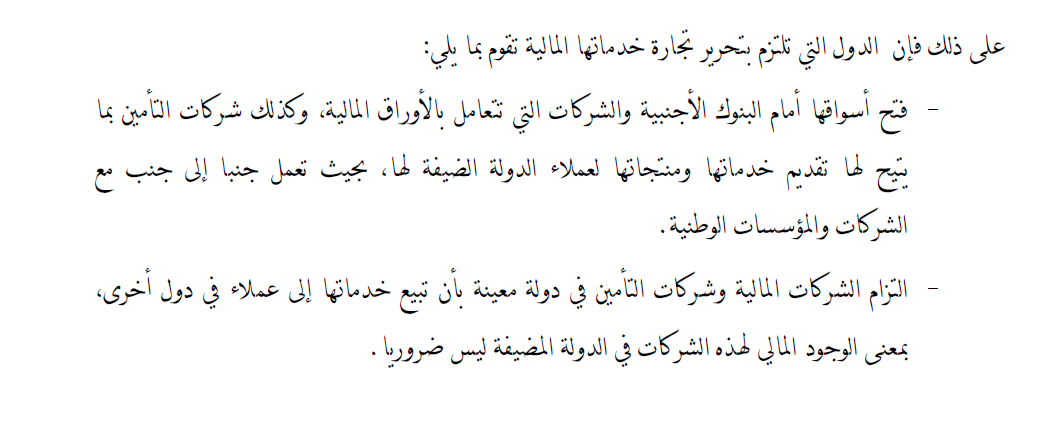 على ذلك فإن الدول التي تلتزم بتحرير تجارة خدماتها المالية تقوم بما يلي:
- فتح أسواقها أمام البنوك الأجنبية والشركات التي تتعامل بالأوراق المالية، وكذلك شركات التأمين بما
يتيح لها تقديم خدماتها ومنتجاتها لعملاء الدولة الضيفة لها، بحيث تعمل جنبا إلى جنب مع
الشركات والمؤسسات الوطنية.
- التزام الشركات المالية وشركات التأمين في دولة معينة بأن تبيع خدماتها إلى عملاء في دول أخرى،
بمعنى الوجود المالي لهذه الشركات في الدولة المضيفة ليس ضروريا .